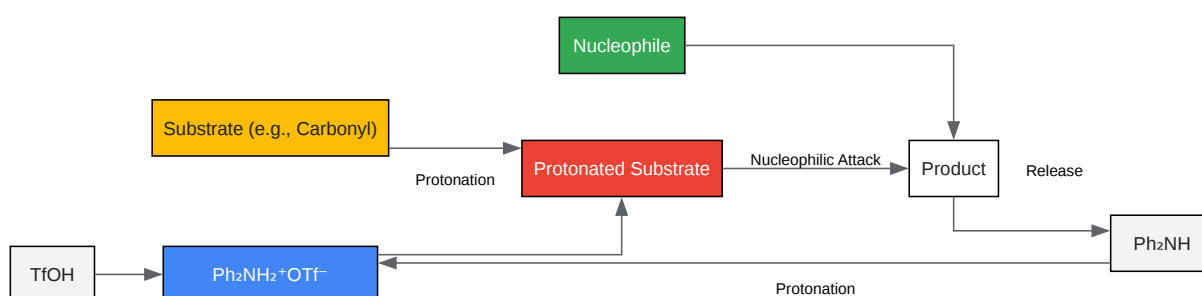 Nucleophile
Substrate (e.g., Carbonyl)
Protonation
Protonated Substrate
Nucleophilic Attack
Product
Release
TfOH
Ph₂NH₂⁺OTf⁻
Ph₂NH
Protonation